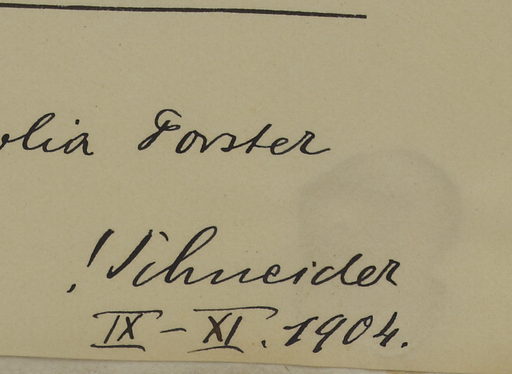 olia Forster
! Schneider
IX – XI. 1904.